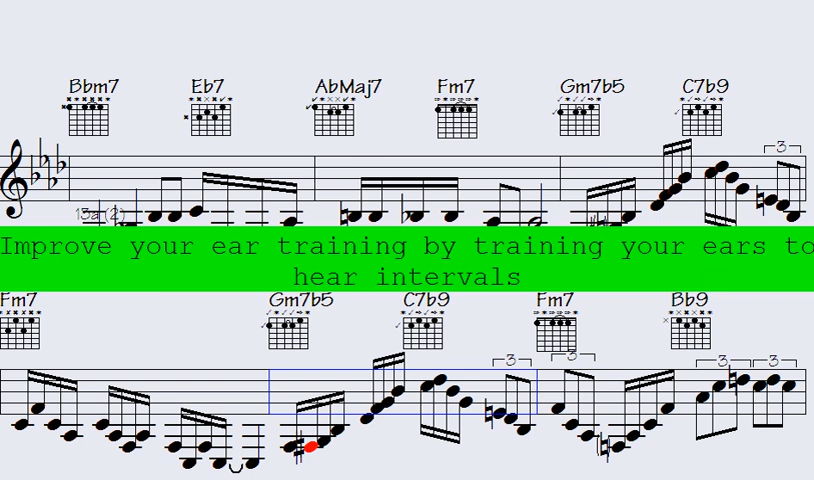 Bbm7 Eb7 AbMaj7 Fm7 Gm7b5 C7b9
3
13a (2)
Improve your ear training by training your ears to
hear intervals
Fm7 Gm7b5 C7b9 Fm7 Bb9
3 3 3 3